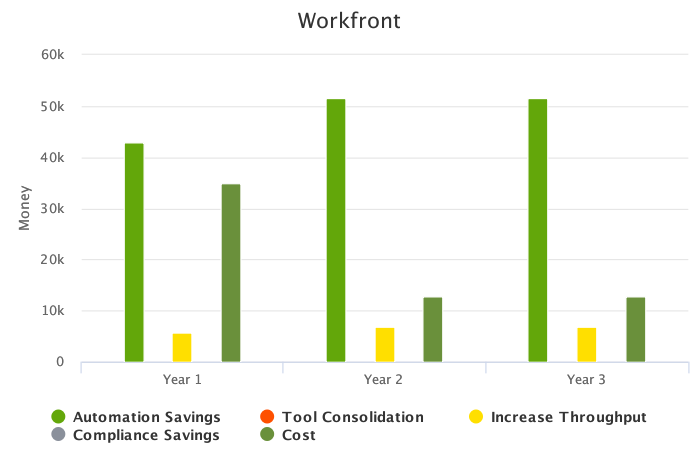 Workfront
60k
50k
40k
30k
20k
10k
0
Money
Year 1 Year 2 Year 3
Automation Savings Tool Consolidation Increase Throughput
Compliance Savings Cost